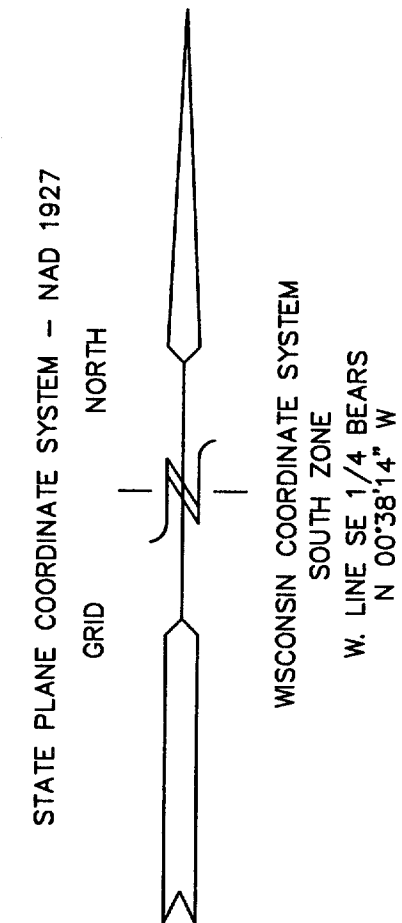 STATE PLANE COORDINATE SYSTEM – NAD 1927
GRID NORTH
N
WISCONSIN COORDINATE SYSTEM
SOUTH ZONE
W. LINE SE 1/4 BEARS
N 00°38'14" W